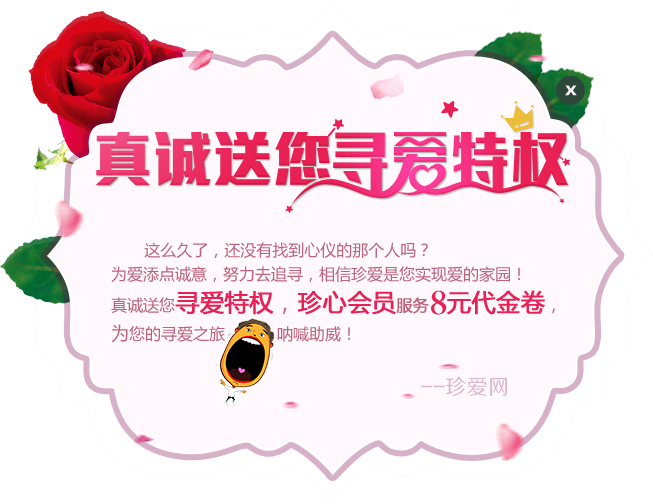 x
真诚送您寻爱特权
这么久了，还没有找到心仪的那个人吗？
为爱添点诚意，努力去追寻，相信珍爱是您实现爱的家园！
真诚送您寻爱特权，珍心会员服务8元代金卷，
为您的寻爱之旅 呐喊助威！
——珍爱网